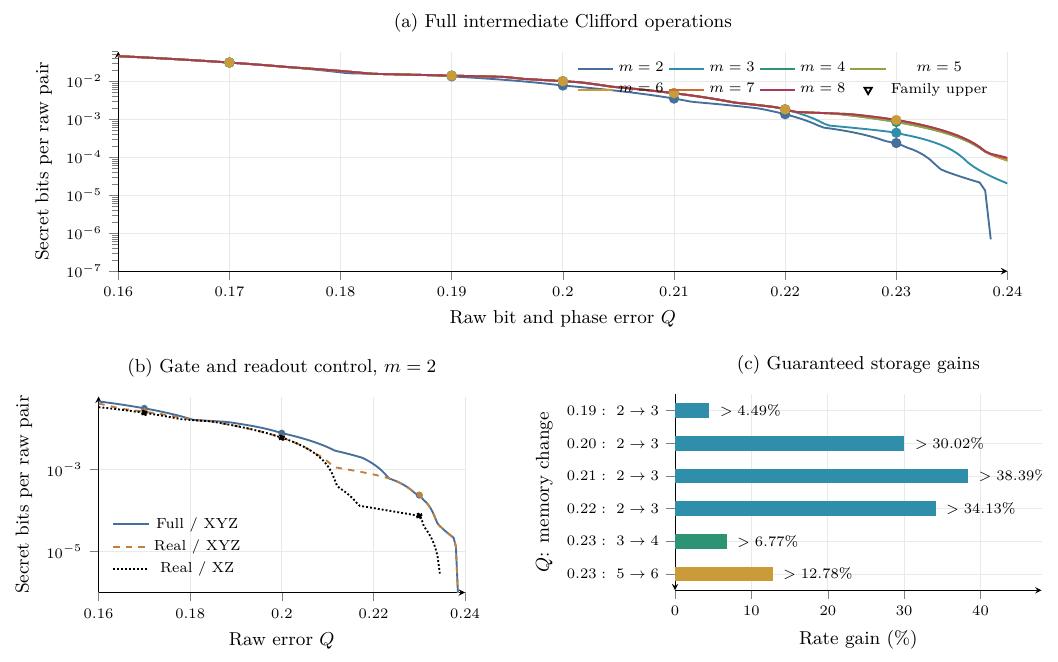 (a) Full intermediate Clifford operations
Secret bits per raw pair
10⁻²
10⁻³
10⁻⁴
10⁻⁵
10⁻⁶
10⁻⁷
m = 2 m = 3 m = 4 m = 5
m = 6 m = 7 m = 8 Family upper
0.16 0.17 0.18 0.19 0.2 0.21 0.22 0.23 0.24
Raw bit and phase error Q
(b) Gate and readout control, m = 2
Secret bits per raw pair
10⁻³
10⁻⁵
Full / XYZ
Real / XYZ
Real / XZ
0.16 0.18 0.2 0.22 0.24
Raw error Q
(c) Guaranteed storage gains
Q: memory change
0.19 : 2 → 3 > 4.49%
0.20 : 2 → 3 > 30.02%
0.21 : 2 → 3 > 38.39%
0.22 : 2 → 3 > 34.13%
0.23 : 3 → 4 > 6.77%
0.23 : 5 → 6 > 12.78%
0 10 20 30 40
Rate gain (%)